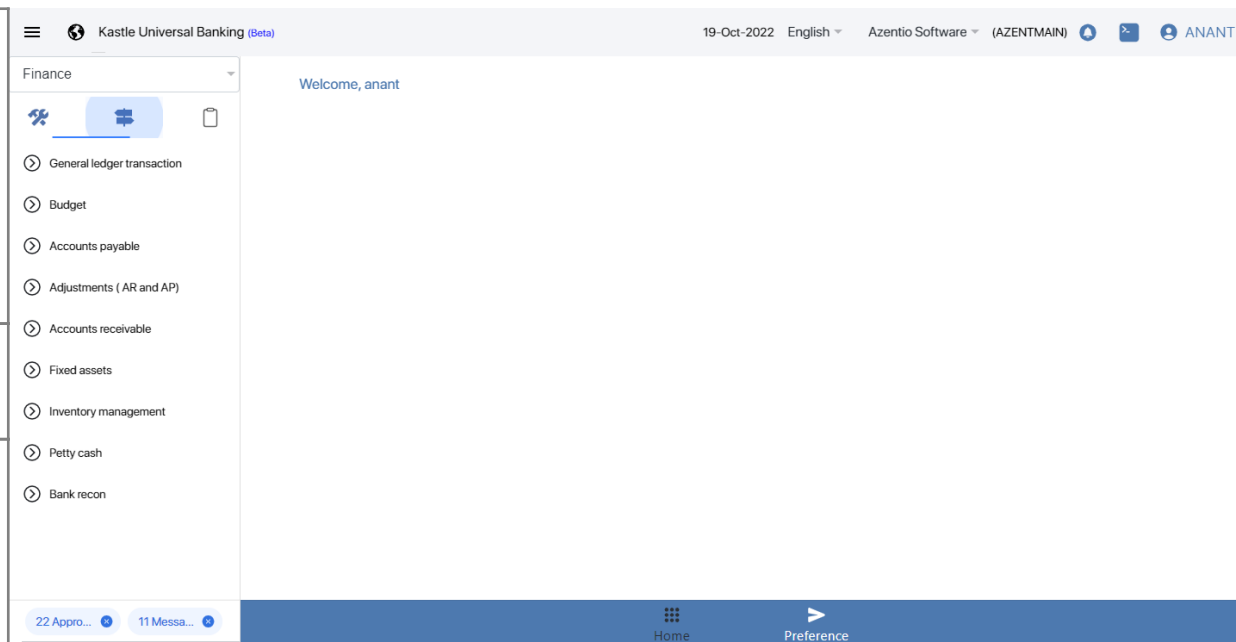 Kastle Universal Banking (Beta) 19-Oct-2022 English Azentio Software (AZENTMAIN) ANANT
Finance
Welcome, anant
General ledger transaction
Budget
Accounts payable
Adjustments ( AR and AP)
Accounts receivable
Fixed assets
Inventory management
Petty cash
Bank recon
22 Appro... 11 Messa...
Home Preference